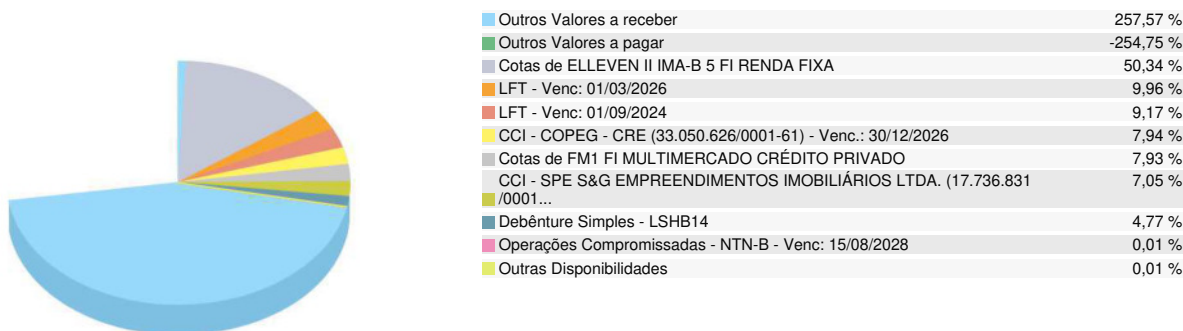 Outros Valores a receber 257,57 %
Outros Valores a pagar -254,75 %
Cotas de ELLEVEN II IMA-B 5 FI RENDA FIXA 50,34 %
LFT - Venc: 01/03/2026 9,96 %
LFT - Venc: 01/09/2024 9,17 %
CCI - COPEG - CRE (33.050.626/0001-61) - Venc.: 30/12/2026 7,94 %
Cotas de FM1 FI MULTIMERCADO CRÉDITO PRIVADO 7,93 %
CCI - SPE S&G EMPREENDIMENTOS IMOBILIÁRIOS LTDA. (17.736.831 7,05 %
/0001...
Debênture Simples - LSHB14 4,77 %
Operações Compromissadas - NTN-B - Venc: 15/08/2028 0,01 %
Outras Disponibilidades 0,01 %